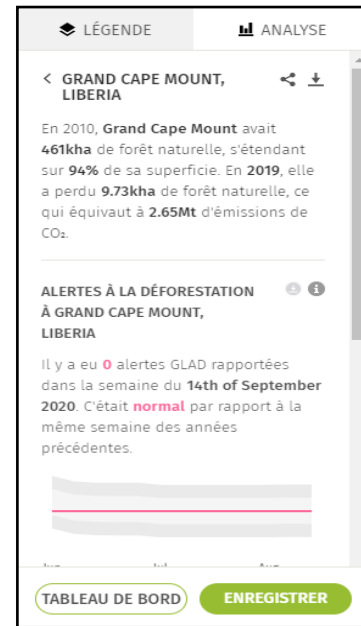 LÉGENDE
ANALYSE
GRAND CAPE MOUNT,
LIBERIA
En 2010, Grand Cape Mount avait
461kha de forêt naturelle, s'étendant
sur 94% de sa superficie. En 2019, elle
a perdu 9.73kha de forêt naturelle, ce
qui équivaut à 2.65Mt d'émissions de
CO₂.
ALERTES À LA DÉFORESTATION
À GRAND CAPE MOUNT,
LIBERIA
Il y a eu 0 alertes GLAD rapportées
dans la semaine du 14th of September
2020. C'était normal par rapport à la
même semaine des années
précédentes.
TABLEAU DE BORD
ENREGISTRER